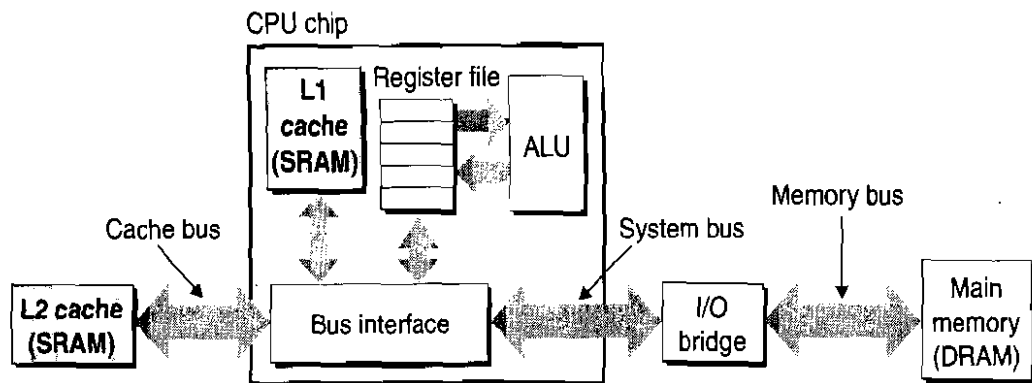 CPU chip
L1
cache
(SRAM)
Register file
ALU
Cache bus
System bus
Memory bus
L2 cache
(SRAM)
Bus interface
I/O
bridge
Main
memory
(DRAM)